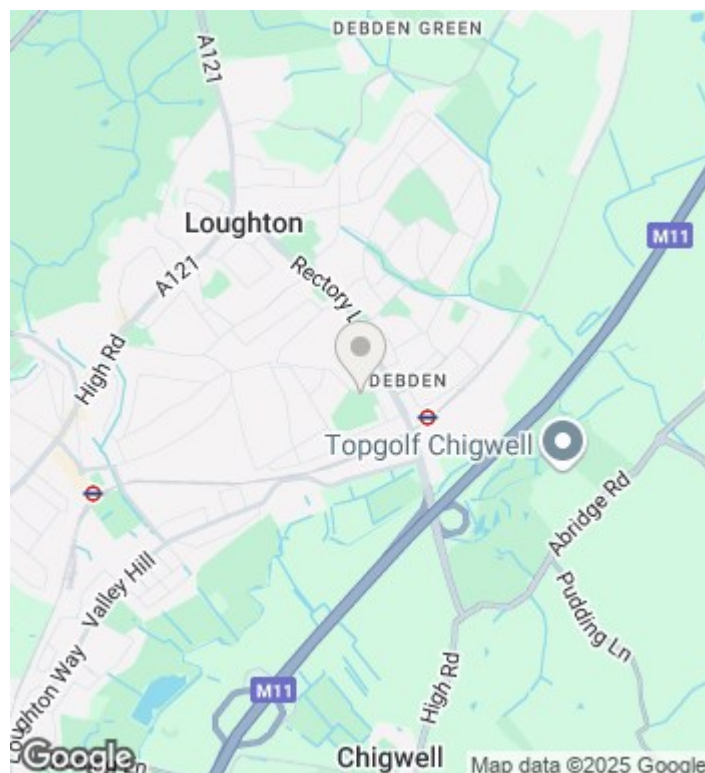 DEBDEN GREEN
A121
Loughton
M11
A121
Rectory L
High Rd
DEBDEN
Topgolf Chigwell
Abridge Rd
Pudding Ln
Valley Hill
oughton Way
High Rd
M11
Chigwell
Google
Map data ©2025 Google